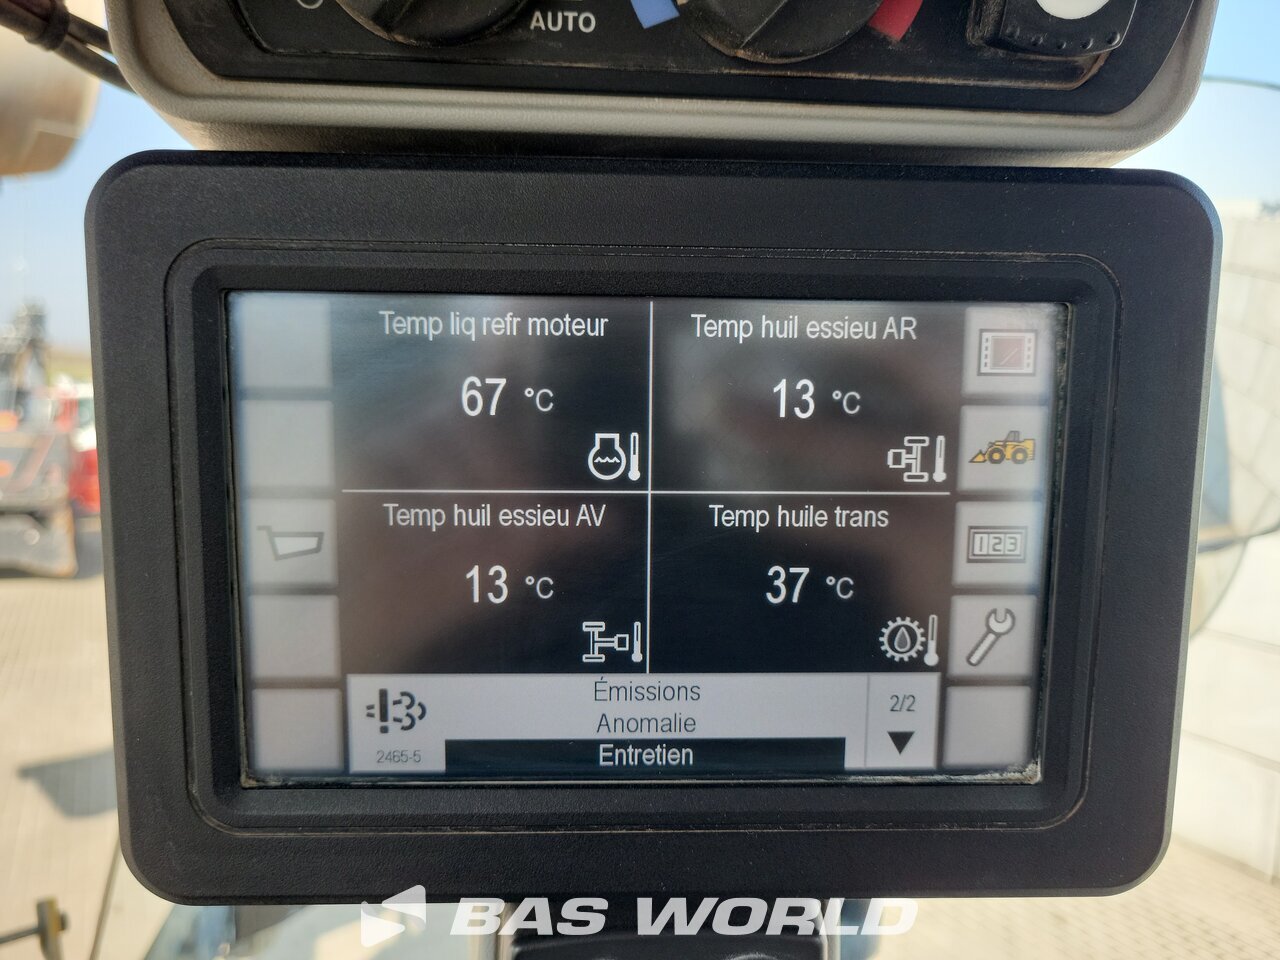 AUTO
Temp liq refr moteur
67 °C
Temp huil essieu AR
13 °C
Temp huil essieu AV
13 °C
Temp huile trans
37 °C
123
Émissions
Anomalie
Entretien
2465-5
2/2
BAS WORLD